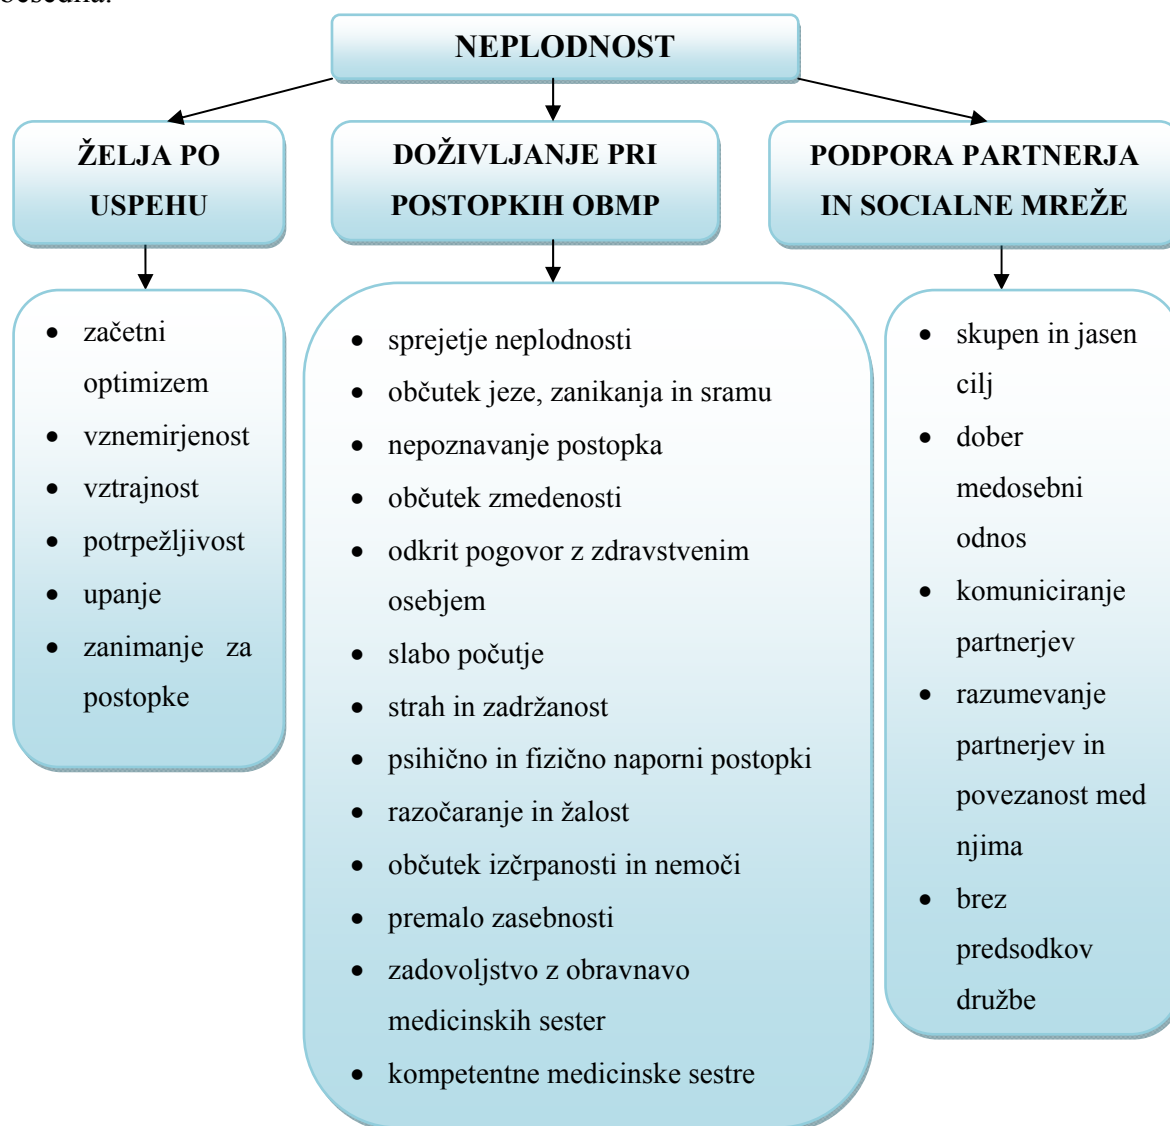 NEPLODNOST
ŽELJA PO
USPEHU
DOŽIVLJANJE PRI
POSTOPKIH OBMP
PODPORA PARTNERJA
IN SOCIALNE MREŽE
• začetni
optimizem
• vznemirjenost
• vztrajnost
• potrpežljivost
• upanje
• zanimanje za
postopke
• sprejetje neplodnosti
• občutek jeze, zanikanja in sramu
• nepoznavanje postopka
• občutek zmedenosti
• odkrit pogovor z zdravstvenim
osebjem
• slabo počutje
• strah in zadržanost
• psihično in fizično naporni postopki
• razočaranje in žalost
• občutek izčrpanosti in nemoči
• premalo zasebnosti
• zadovoljstvo z obravnavo
medicinskih sester
• kompetentne medicinske sestre
• skupen in jasen
cilj
• dober
medosebni
odnos
• komuniciranje
partnerjev
• razumevanje
partnerjev in
povezanost med
njima
• brez
predsodkov
družbe